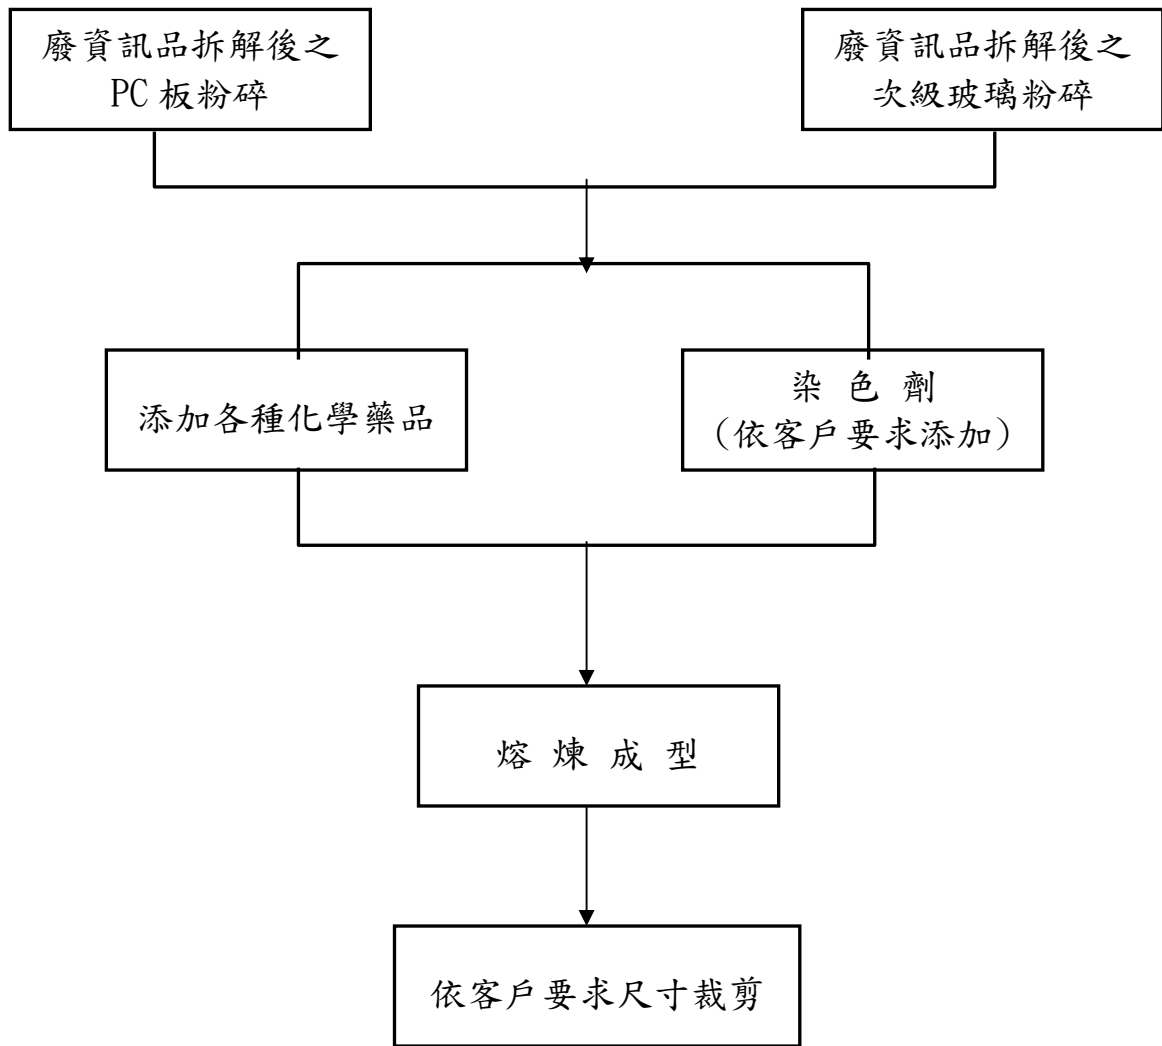 廢資訊品拆解後之
PC 板粉碎
廢資訊品拆解後之
次級玻璃粉碎
添加各種化學藥品
染 色 劑
(依客戶要求添加)
熔 煉 成 型
依客戶要求尺寸裁剪